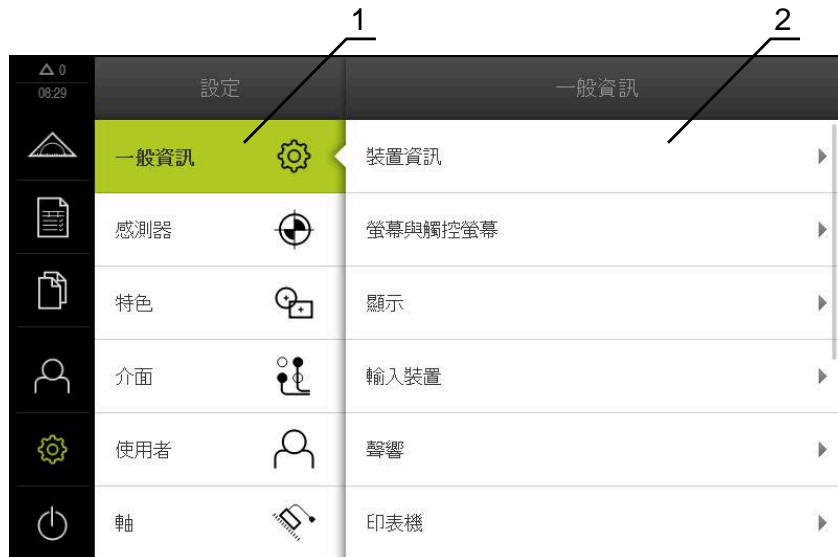 1
2
△ 0
08:29
設定
一般資訊
一般資訊
感測器
特色
介面
使用者
軸
裝置資訊
螢幕與觸控螢幕
顯示
輸入裝置
聲響
印表機